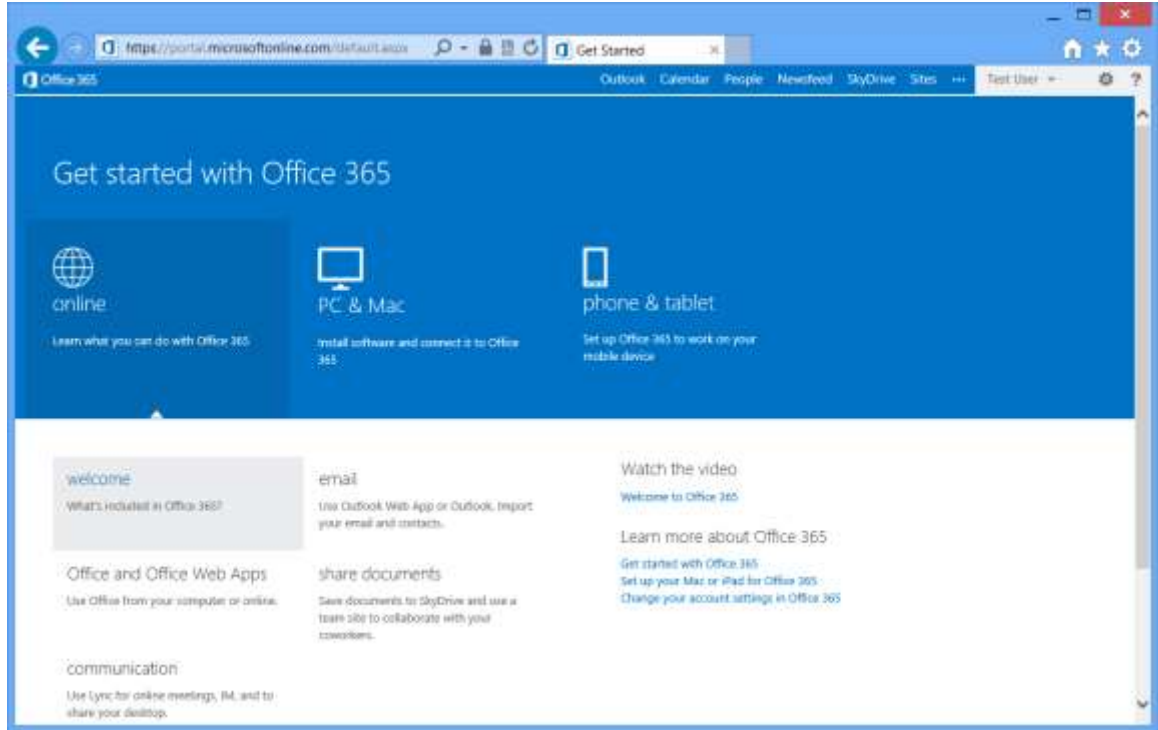 https://portal.microsoftonline.com/default.aspx
Get Started
Office 365
Outlook Calendar People Newsfeed SkyDrive Sites ••• Test User ?
Get started with Office 365
online
Learn what you can do with Office 365
PC & Mac
Install software and connect it to Office
365
phone & tablet
Set up Office 365 to work on your
mobile device
welcome
What's included in Office 365?
email
Use Outlook Web App or Outlook. Import
your email and contacts.
Office and Office Web Apps
Use Office from your computer or online.
share documents
Save documents to SkyDrive and use a
team site to collaborate with your
coworkers.
communication
Use Lync for online meetings, IM, and to
share your desktop.
Watch the video
Welcome to Office 365
Learn more about Office 365
Get started with Office 365
Set up your Mac or iPad for Office 365
Change your account settings in Office 365